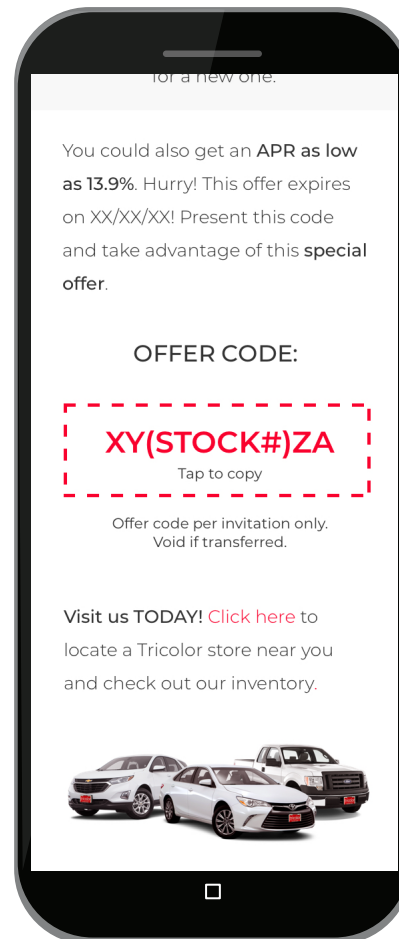 for a new one.
You could also get an APR as low
as 13.9%. Hurry! This offer expires
on XX/XX/XX! Present this code
and take advantage of this special
offer.
OFFER CODE:
XY(STOCK#)ZA
Tap to copy
Offer code per invitation only.
Void if transferred.
Visit us TODAY! Click here to
locate a Tricolor store near you
and check out our inventory.